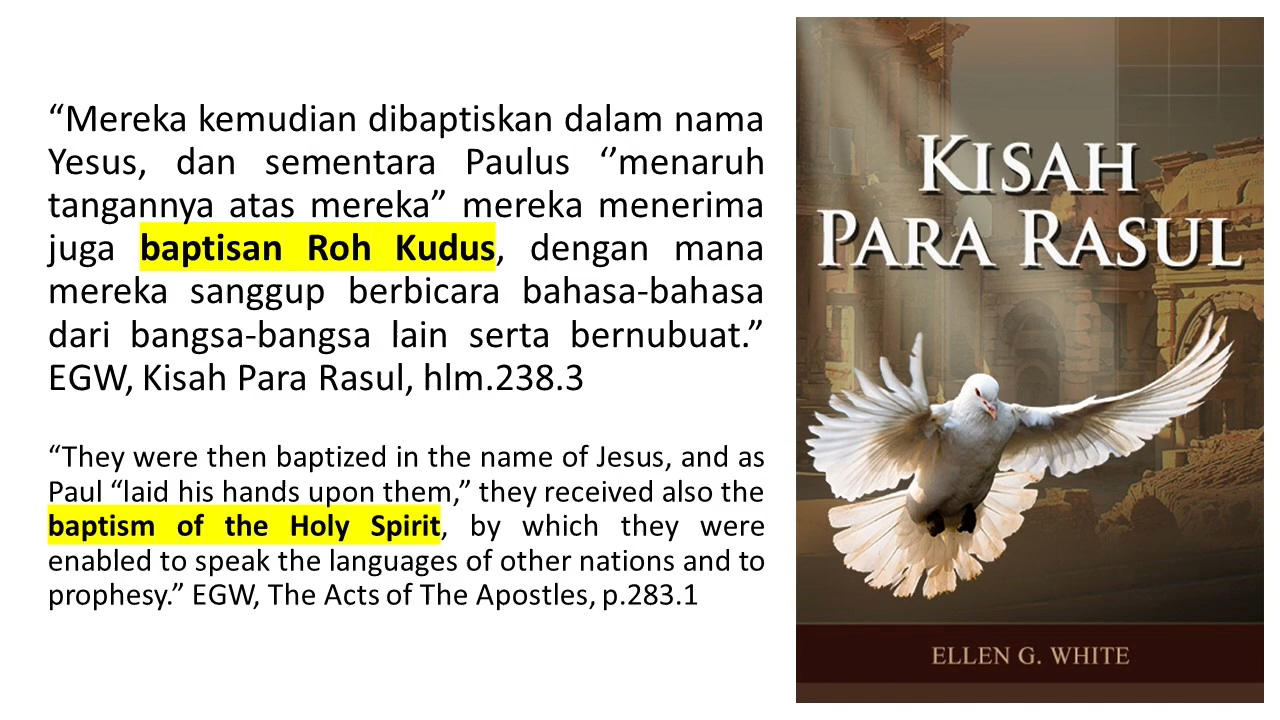 “Mereka kemudian dibaptiskan dalam nama
Yesus, dan sementara Paulus ‘’menaruh
tangannya atas mereka” mereka menerima
juga baptisan Roh Kudus, dengan mana
mereka sanggup berbicara bahasa-bahasa
dari bangsa-bangsa lain serta bernubuat.”
EGW, Kisah Para Rasul, hlm.238.3
“They were then baptized in the name of Jesus, and as
Paul “laid his hands upon them,” they received also the
baptism of the Holy Spirit, by which they were
enabled to speak the languages of other nations and to
prophesy.” EGW, The Acts of The Apostles, p.283.1
KISAH
PARA RASUL
ELLEN G. WHITE